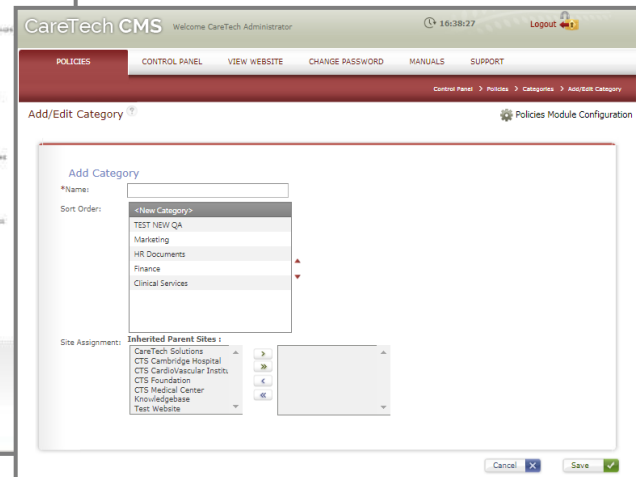 CareTech CMS Welcome CareTech Administrator 16:38:27 Logout
POLICIES CONTROL PANEL VIEW WEBSITE CHANGE PASSWORD MANUALS SUPPORT
Control Panel > Policies > Categories > Add/Edit Category
Add/Edit Category ? Policies Module Configuration
Add Category
*Name:
Sort Order: <New Category>
TEST NEW QA
Marketing
HR Documents
Finance
Clinical Services
Site Assignment: Inherited Parent Sites :
CareTech Solutions
CTS Cambridge Hospital
CTS CardioVascular Institu
CTS Foundation
CTS Medical Center
Knowledgebase
Test Website
Cancel Save